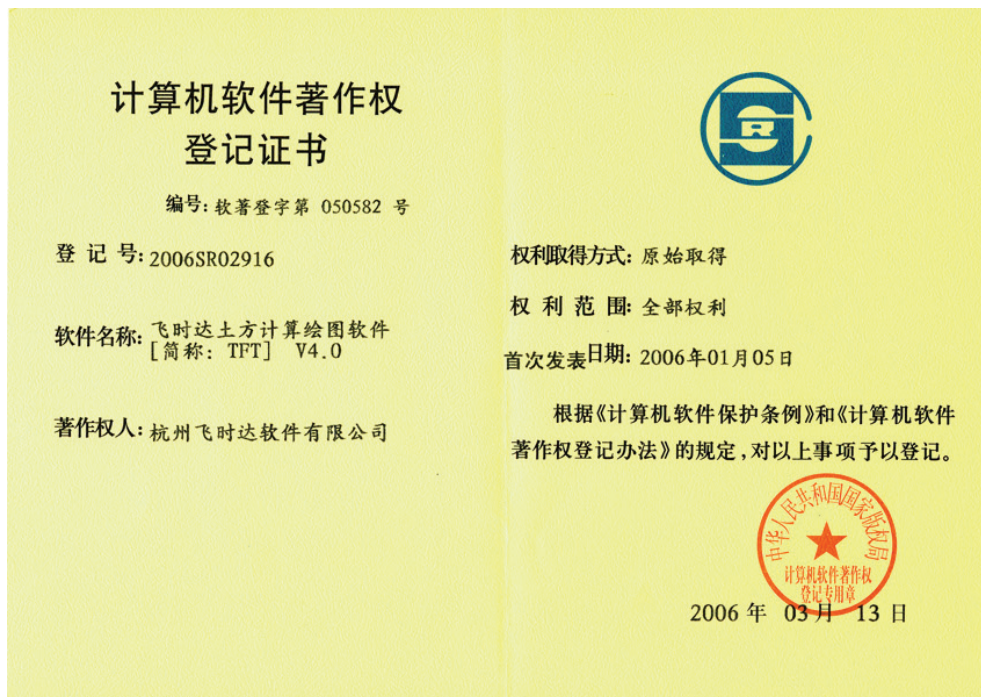 计算机软件著作权
登记证书
编号: 软著登字第 050582 号
登 记 号: 2006SR02916
软件名称: 飞时达土方计算绘图软件
[简称: TFT] V4.0
著作权人: 杭州飞时达软件有限公司
SR
权利取得方式: 原始取得
权 利 范 围: 全部权利
首次发表日期: 2006年01月05日
根据《计算机软件保护条例》和《计算机软件
著作权登记办法》的规定,对以上事项予以登记。
中华人民共和国国家版权局
计算机软件著作权
登记专用章
2006 年 03 月 13 日